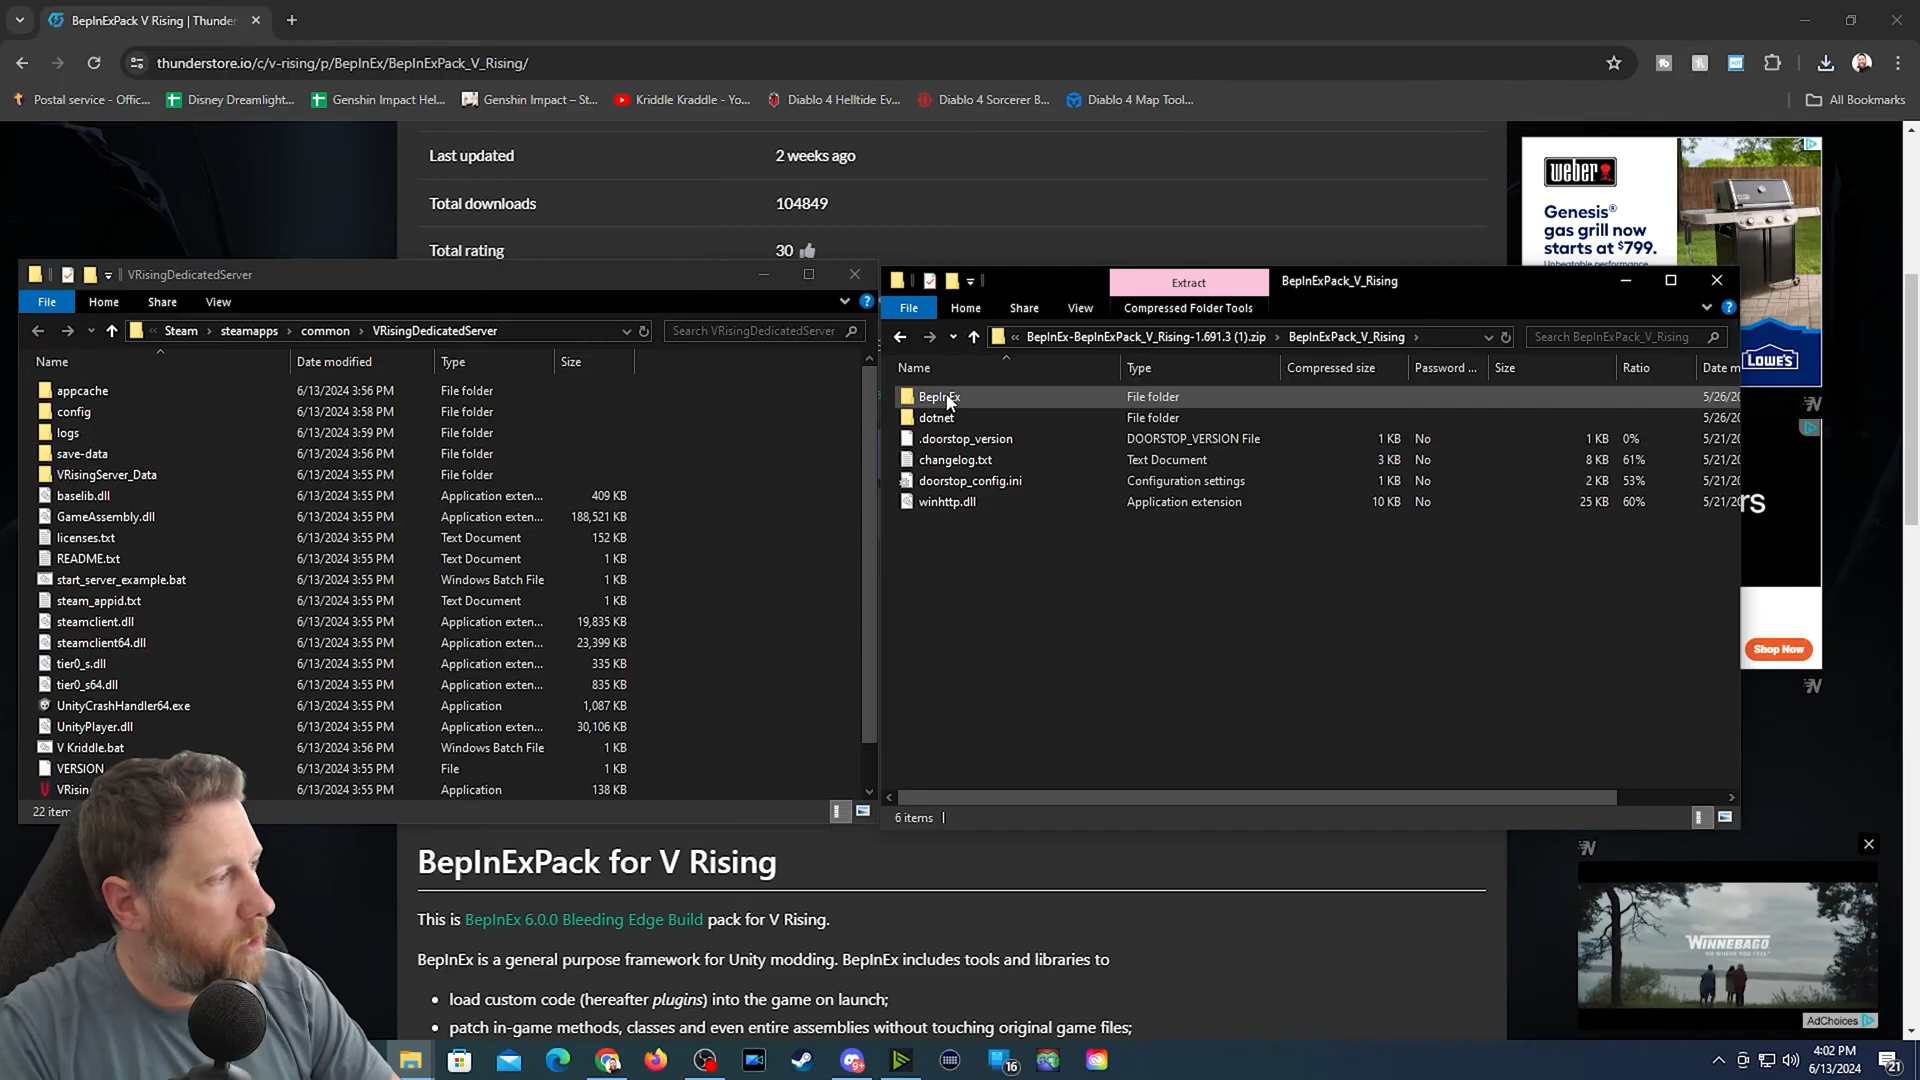 BepInExPack V Rising | Thunder
thunderstore.io/c/v-rising/p/BepInEx/BepInExPack_V_Rising/
Postal service - Offic...
Disney Dreamlight...
Genshin Impact Hel...
Genshin Impact – St...
Kriddle Kraddle - Yo...
Diablo 4 Helltide Ev...
Diablo 4 Sorcerer B...
Diablo 4 Map Tool...
All Bookmarks
Last updated 2 weeks ago
Total downloads 104849
Total rating 30
weber
Genesis®
gas grill now
starts at $799.
LOWE'S
Shop Now
VRisingDedicatedServer
File Home Share View
Steam steamapps common VRisingDedicatedServer
Search VRisingDedicatedServer
Name Date modified Type Size
appcache 6/13/2024 3:56 PM File folder
config 6/13/2024 3:58 PM File folder
logs 6/13/2024 3:59 PM File folder
save-data 6/13/2024 3:56 PM File folder
VRisingServer_Data 6/13/2024 3:55 PM File folder
baselib.dll 6/13/2024 3:55 PM Application exten... 409 KB
GameAssembly.dll 6/13/2024 3:55 PM Application exten... 188,521 KB
licenses.txt 6/13/2024 3:55 PM Text Document 152 KB
README.txt 6/13/2024 3:55 PM Text Document 1 KB
start_server_example.bat 6/13/2024 3:55 PM Windows Batch File 1 KB
steam_appid.txt 6/13/2024 3:55 PM Text Document 1 KB
steamclient.dll 6/13/2024 3:55 PM Application exten... 19,835 KB
steamclient64.dll 6/13/2024 3:55 PM Application exten... 23,399 KB
tier0_s.dll 6/13/2024 3:55 PM Application exten... 335 KB
tier0_s64.dll 6/13/2024 3:55 PM Application exten... 835 KB
UnityCrashHandler64.exe 6/13/2024 3:55 PM Application 1,087 KB
UnityPlayer.dll 6/13/2024 3:55 PM Application exten... 30,106 KB
V Kriddle.bat 6/13/2024 3:56 PM Windows Batch File 1 KB
VERSION 6/13/2024 3:55 PM File 1 KB
VRising 6/13/2024 3:55 PM Application 138 KB
22 item
Extract BepInExPack_V_Rising
File Home Share View Compressed Folder Tools
BepInEx-BepInExPack_V_Rising-1.691.3 (1).zip BepInExPack_V_Rising
Search BepInExPack_V_Rising
Name Type Compressed size Password ... Size Ratio Date m
BepInEx File folder 5/26/20
dotnet File folder 5/26/20
.doorstop_version DOORSTOP_VERSION File 1 KB No 1 KB 0% 5/21/20
changelog.txt Text Document 3 KB No 8 KB 61% 5/21/20
doorstop_config.ini Configuration settings 1 KB No 2 KB 53% 5/21/20
winhttp.dll Application extension 10 KB No 25 KB 60% 5/21/20
6 items
BepInExPack for V Rising
This is BepInEx 6.0.0 Bleeding Edge Build pack for V Rising.
BepInEx is a general purpose framework for Unity modding. BepInEx includes tools and libraries to
• load custom code (hereafter plugins) into the game on launch;
• patch in-game methods, classes and even entire assemblies without touching original game files;
WINNEBAGO
AdChoices
9+
16
4:02 PM
6/13/2024
21